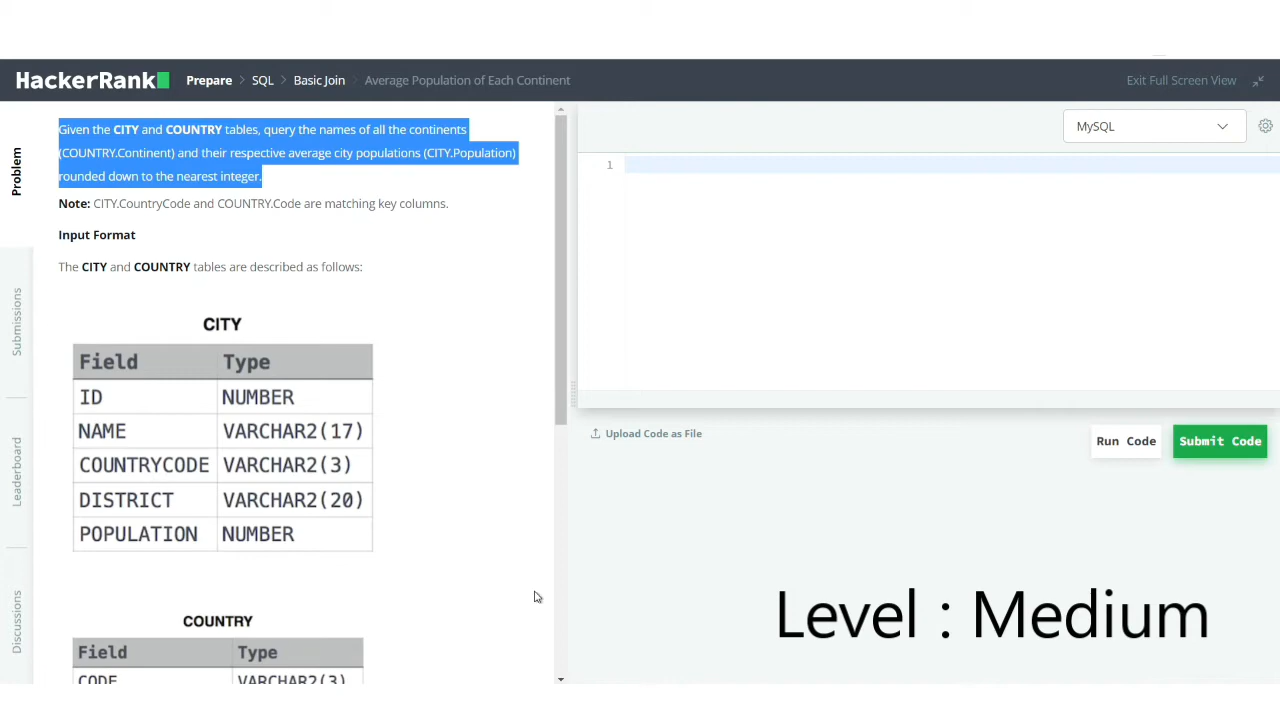 HackerRank Prepare > SQL > Basic Join > Average Population of Each Continent Exit Full Screen View
Problem
Submissions
Leaderboard
Discussions
Given the CITY and COUNTRY tables, query the names of all the continents
(COUNTRY.Continent) and their respective average city populations (CITY.Population)
rounded down to the nearest integer.
Note: CITY.CountryCode and COUNTRY.Code are matching key columns.
Input Format
The CITY and COUNTRY tables are described as follows:
CITY
Field Type
ID NUMBER
NAME VARCHAR2(17)
COUNTRYCODE VARCHAR2(3)
DISTRICT VARCHAR2(20)
POPULATION NUMBER
COUNTRY
Field Type
CODE VARCHAR2(3)
MySQL
1
Upload Code as File
Run Code
Submit Code
Level : Medium